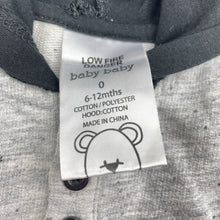 LOW FIRE
DANGER
baby baby
0
6-12mths
COTTON / POLYESTER
HOOD:COTTON
MADE IN CHINA